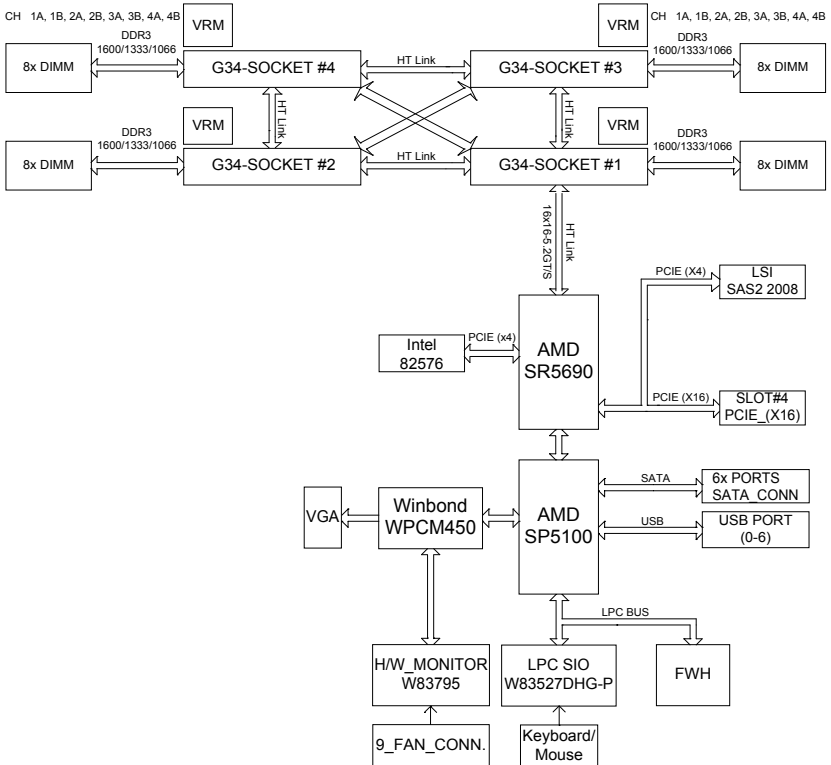 CH 1A, 1B, 2A, 2B, 3A, 3B, 4A, 4B
VRM
VRM
CH 1A, 1B, 2A, 2B, 3A, 3B, 4A, 4B
8x DIMM
DDR3
1600/1333/1066
G34-SOCKET #4
HT Link
G34-SOCKET #3
DDR3
1600/1333/1066
8x DIMM
HT Link
HT Link
VRM
VRM
8x DIMM
DDR3
1600/1333/1066
G34-SOCKET #2
HT Link
G34-SOCKET #1
DDR3
1600/1333/1066
8x DIMM
HT Link
16x16-5.2GT/S
PCIE (X4)
LSI
SAS2 2008
Intel
82576
PCIE (x4)
AMD
SR5690
PCIE (X16)
SLOT#4
PCIE_(X16)
VGA
Winbond
WPCM450
AMD
SP5100
SATA
6x PORTS
SATA_CONN
USB
USB PORT
(0-6)
LPC BUS
H/W_MONITOR
W83795
LPC SIO
W83527DHG-P
FWH
9_FAN_CONN.
Keyboard/
Mouse